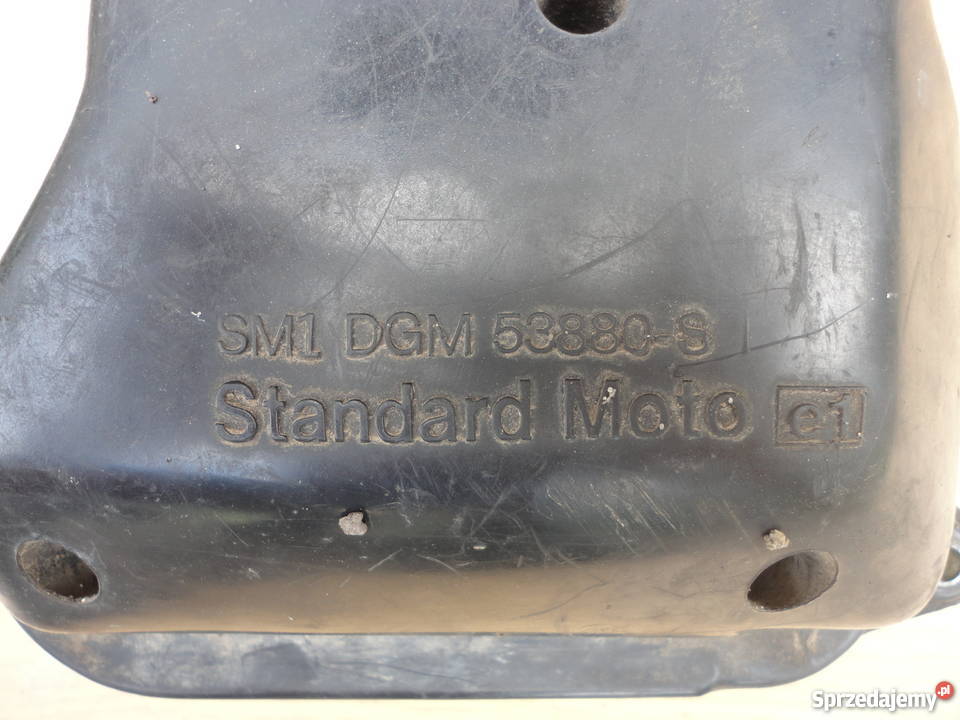 SM1 DGM 53880-S
Standard Moto e1
Sprzedajemy.pl